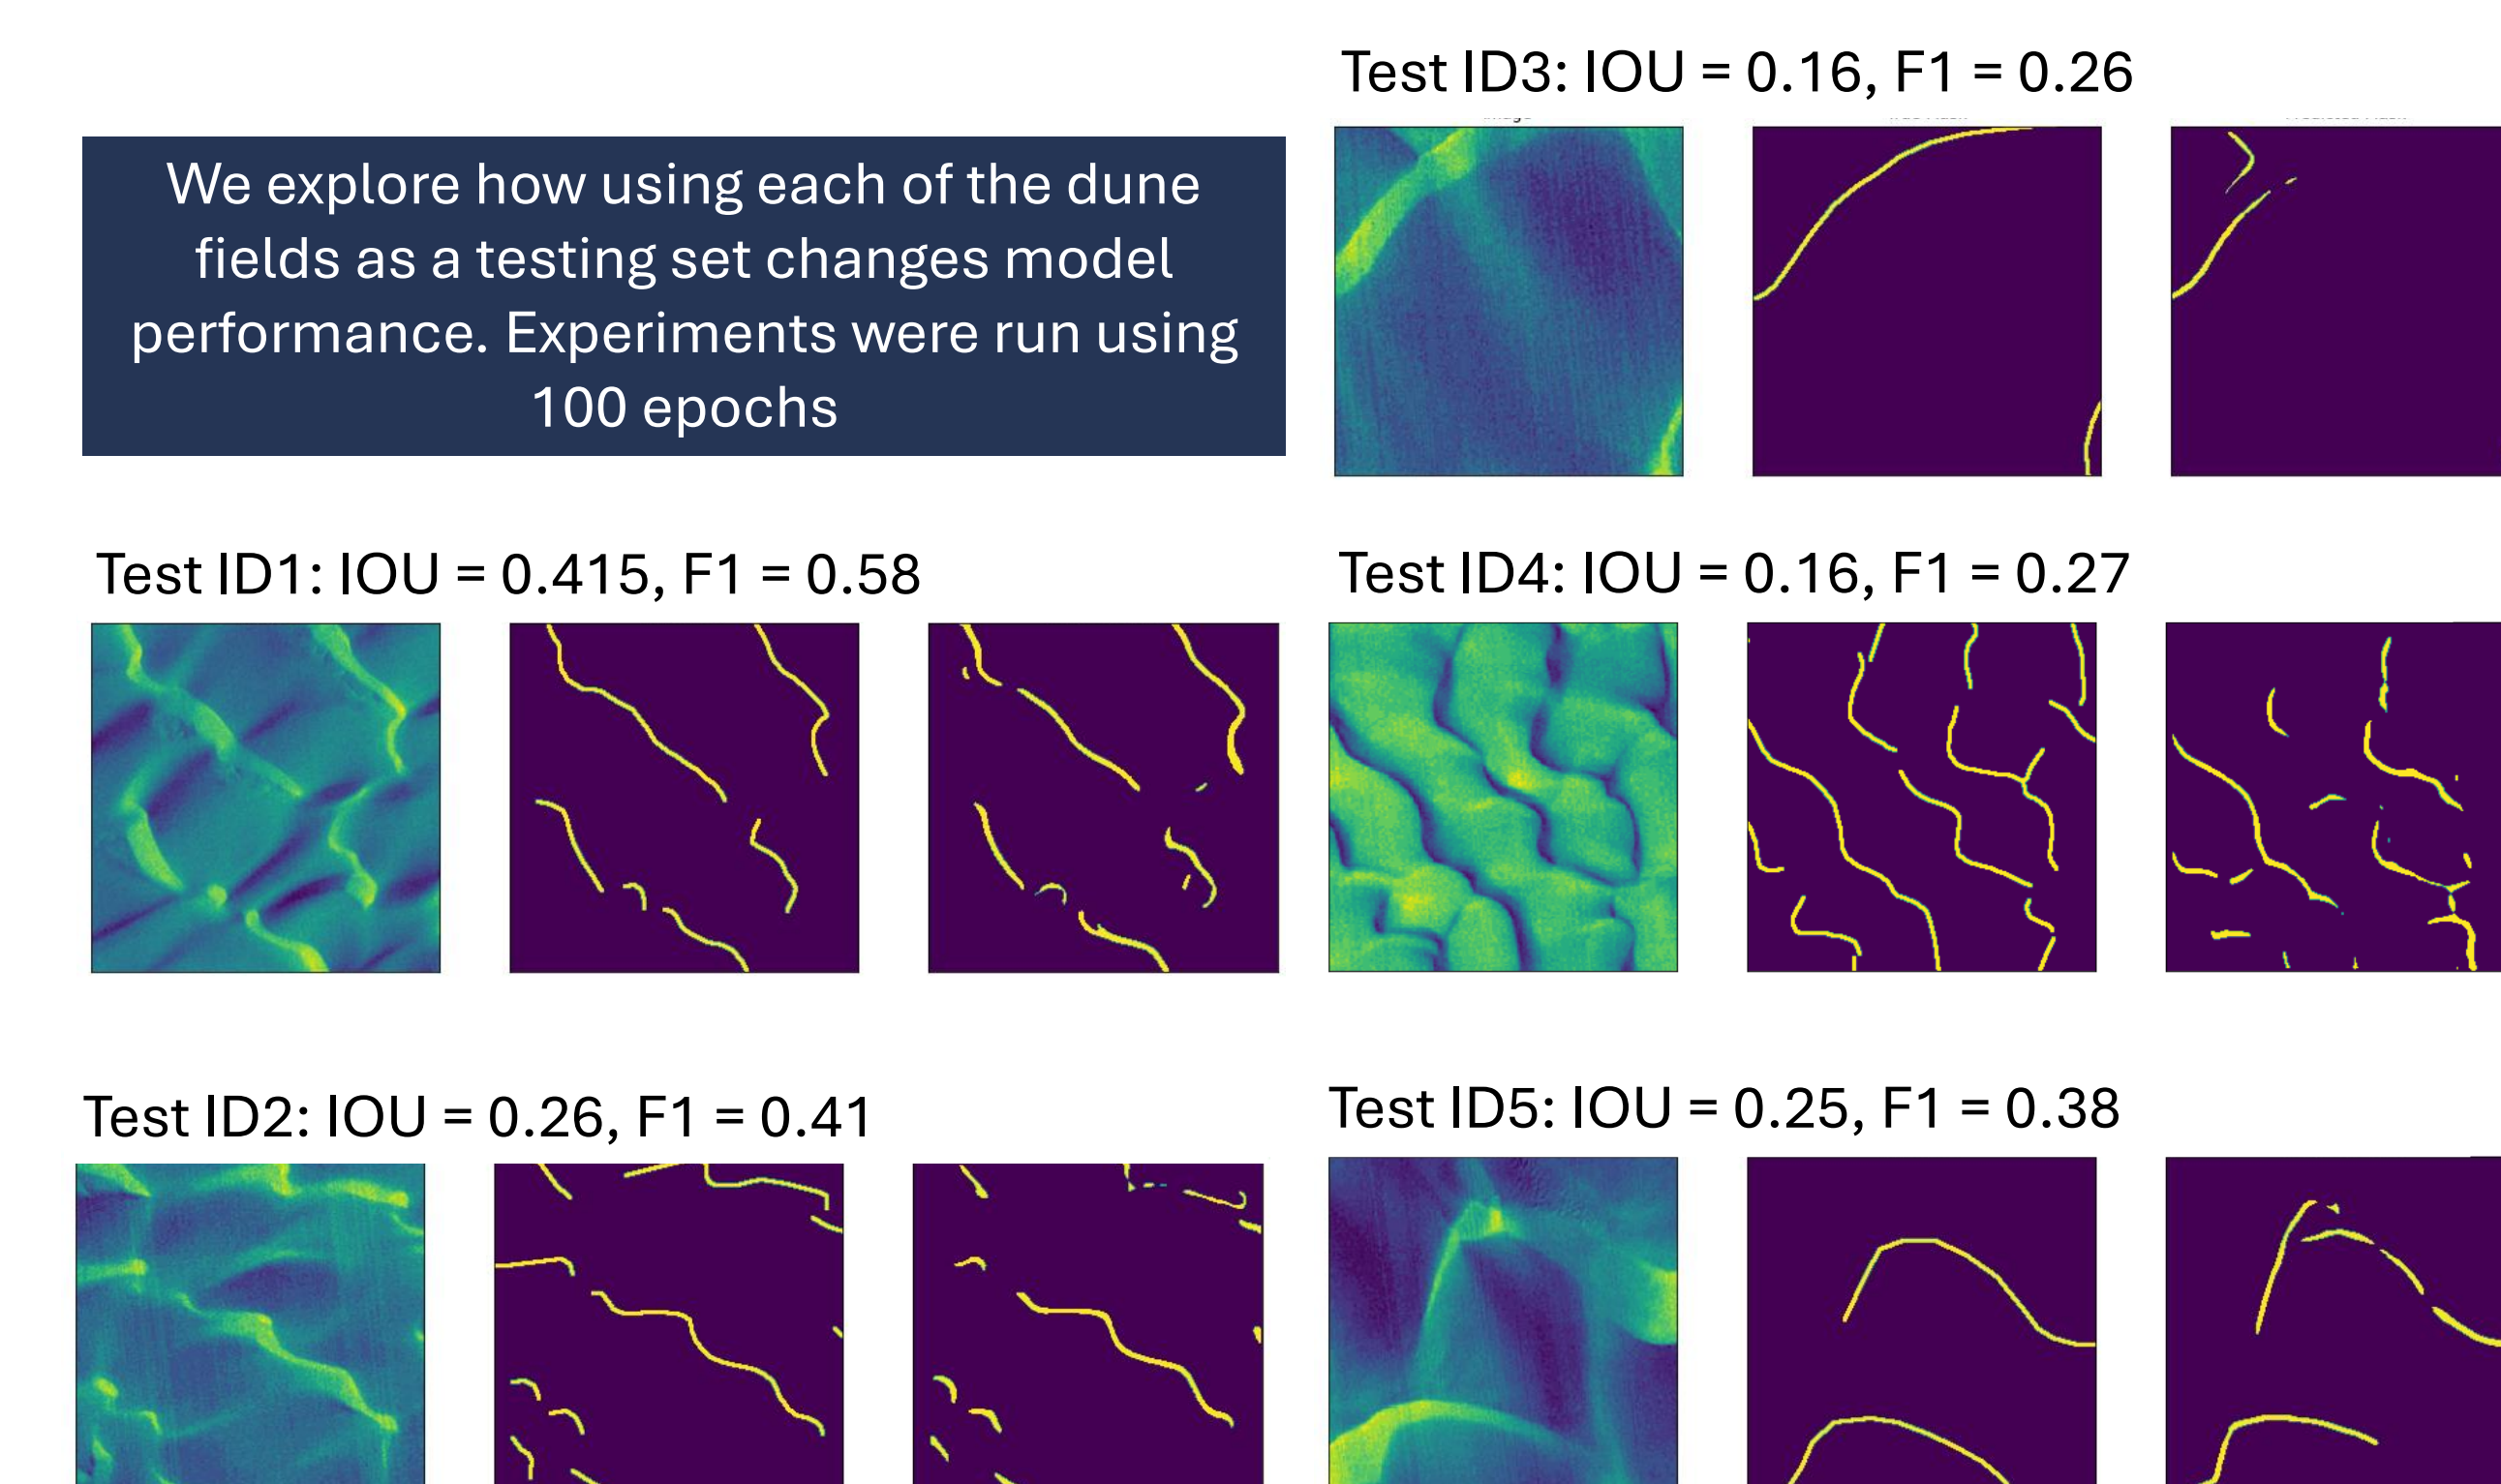 We explore how using each of the dune
fields as a testing set changes model
performance. Experiments were run using
100 epochs
Test ID1: IOU = 0.415, F1 = 0.58
Test ID2: IOU = 0.26, F1 = 0.41
Test ID3: IOU = 0.16, F1 = 0.26
Test ID4: IOU = 0.16, F1 = 0.27
Test ID5: IOU = 0.25, F1 = 0.38